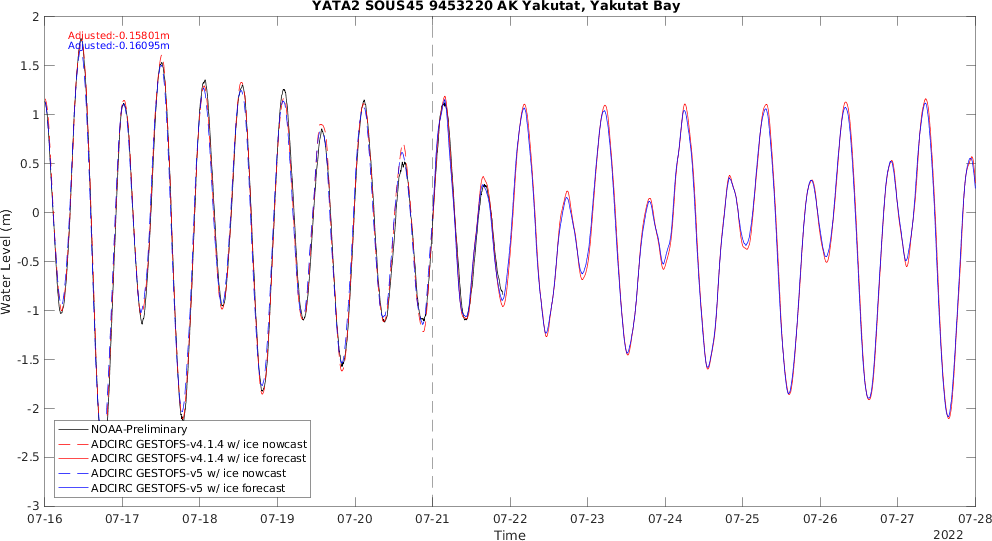 YATA2 SOUS45 9453220 AK Yakutat, Yakutat Bay
Adjusted:-0.15801m
Adjusted:-0.16095m
2
1.5
1
0.5
0
-0.5
-1
-1.5
-2
-2.5
-3
Water Level (m)
NOAA-Preliminary
ADCIRC GESTOFS-v4.1.4 w/ ice nowcast
ADCIRC GESTOFS-v4.1.4 w/ ice forecast
ADCIRC GESTOFS-v5 w/ ice nowcast
ADCIRC GESTOFS-v5 w/ ice forecast
07-16 07-17 07-18 07-19 07-20 07-21 07-22 07-23 07-24 07-25 07-26 07-27 07-28
Time
2022